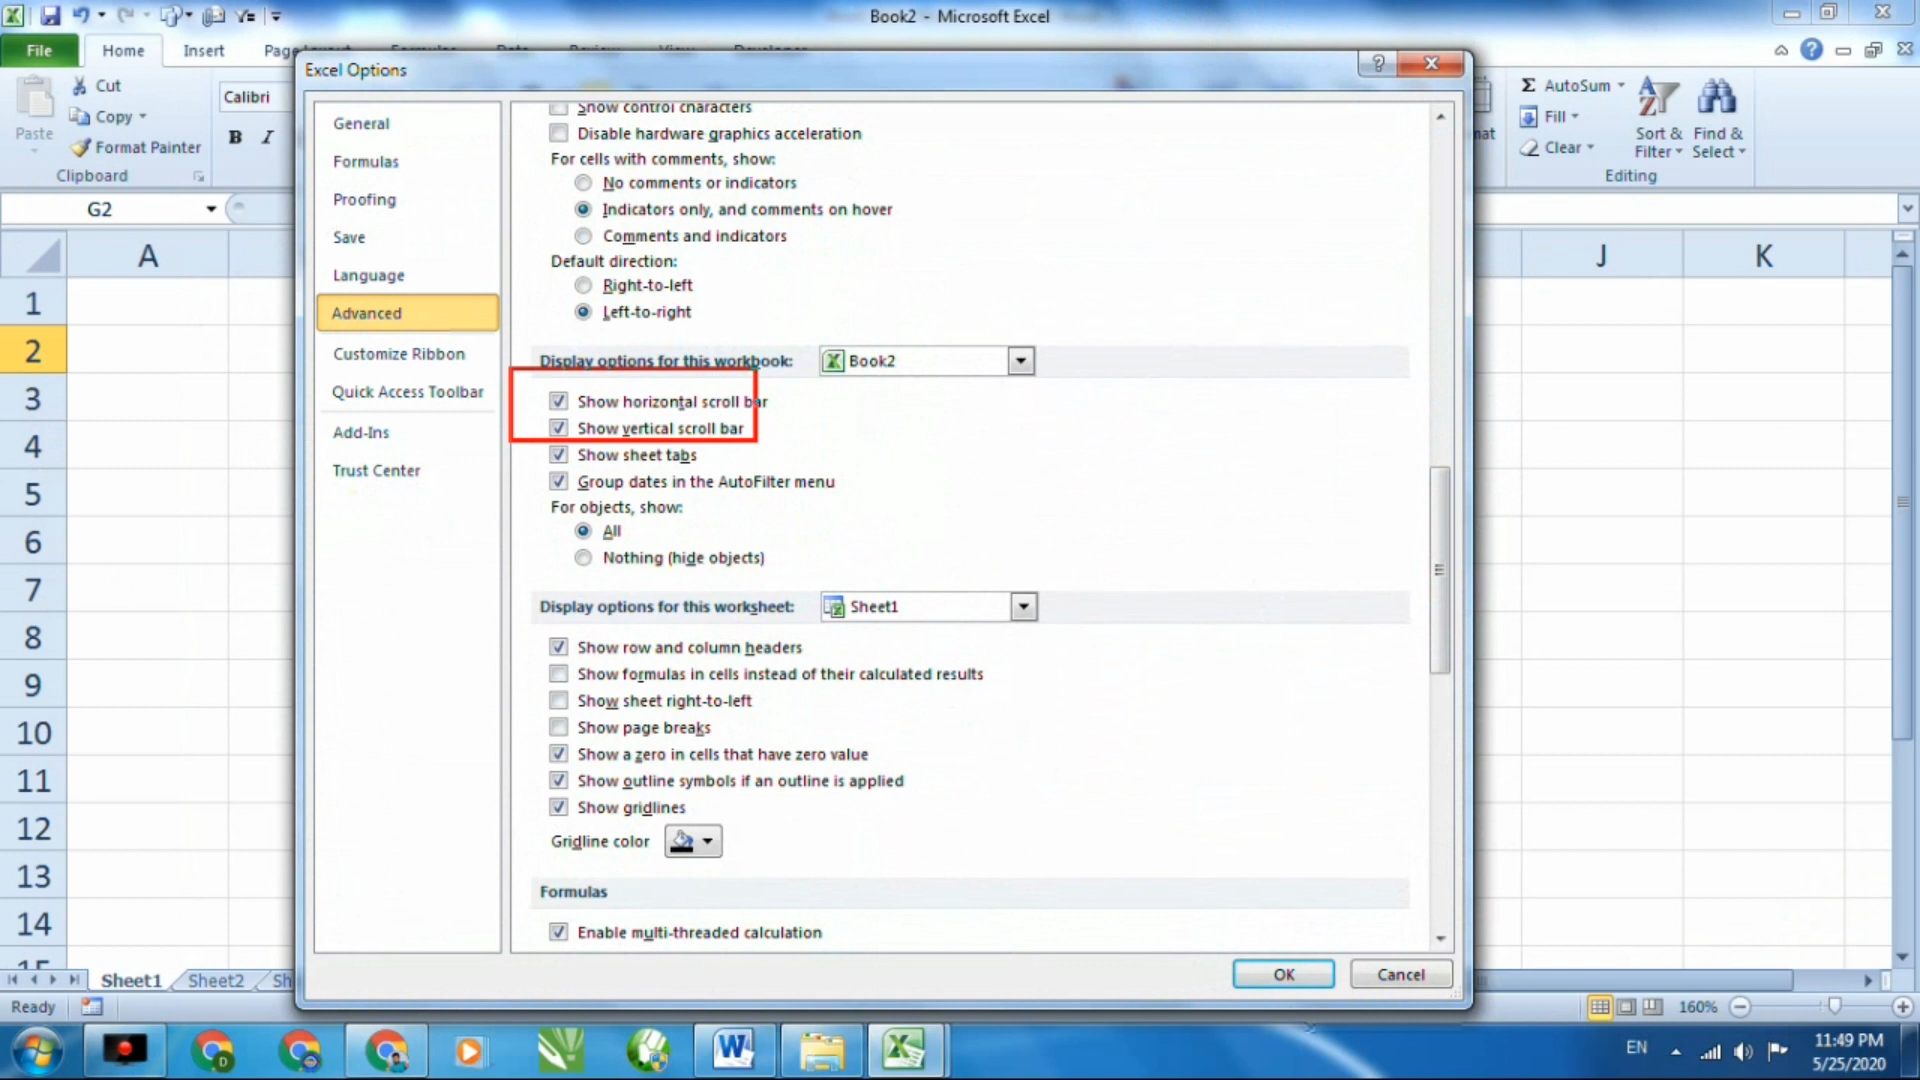 Book2 - Microsoft Excel
File
Home
Insert
Cut
Copy
Format Painter
Paste
Clipboard
Calibri
B
I
AutoSum
Fill
Clear
Sort &
Filter
Find &
Select
Editing
G2
A
J
K
1
2
3
4
5
6
7
8
9
10
11
12
13
14
15
Excel Options
General
Formulas
Proofing
Save
Language
Advanced
Customize Ribbon
Quick Access Toolbar
Add-Ins
Trust Center
Show control characters
Disable hardware graphics acceleration
For cells with comments, show:
No comments or indicators
Indicators only, and comments on hover
Comments and indicators
Default direction:
Right-to-left
Left-to-right
Display options for this workbook: Book2
Show horizontal scroll bar
Show vertical scroll bar
Show sheet tabs
Group dates in the AutoFilter menu
For objects, show:
All
Nothing (hide objects)
Display options for this worksheet: Sheet1
Show row and column headers
Show formulas in cells instead of their calculated results
Show sheet right-to-left
Show page breaks
Show a zero in cells that have zero value
Show outline symbols if an outline is applied
Show gridlines
Gridline color
Formulas
Enable multi-threaded calculation
OK
Cancel
Sheet1
Sheet2
Sh
Ready
160%
EN
11:49 PM
5/25/2020